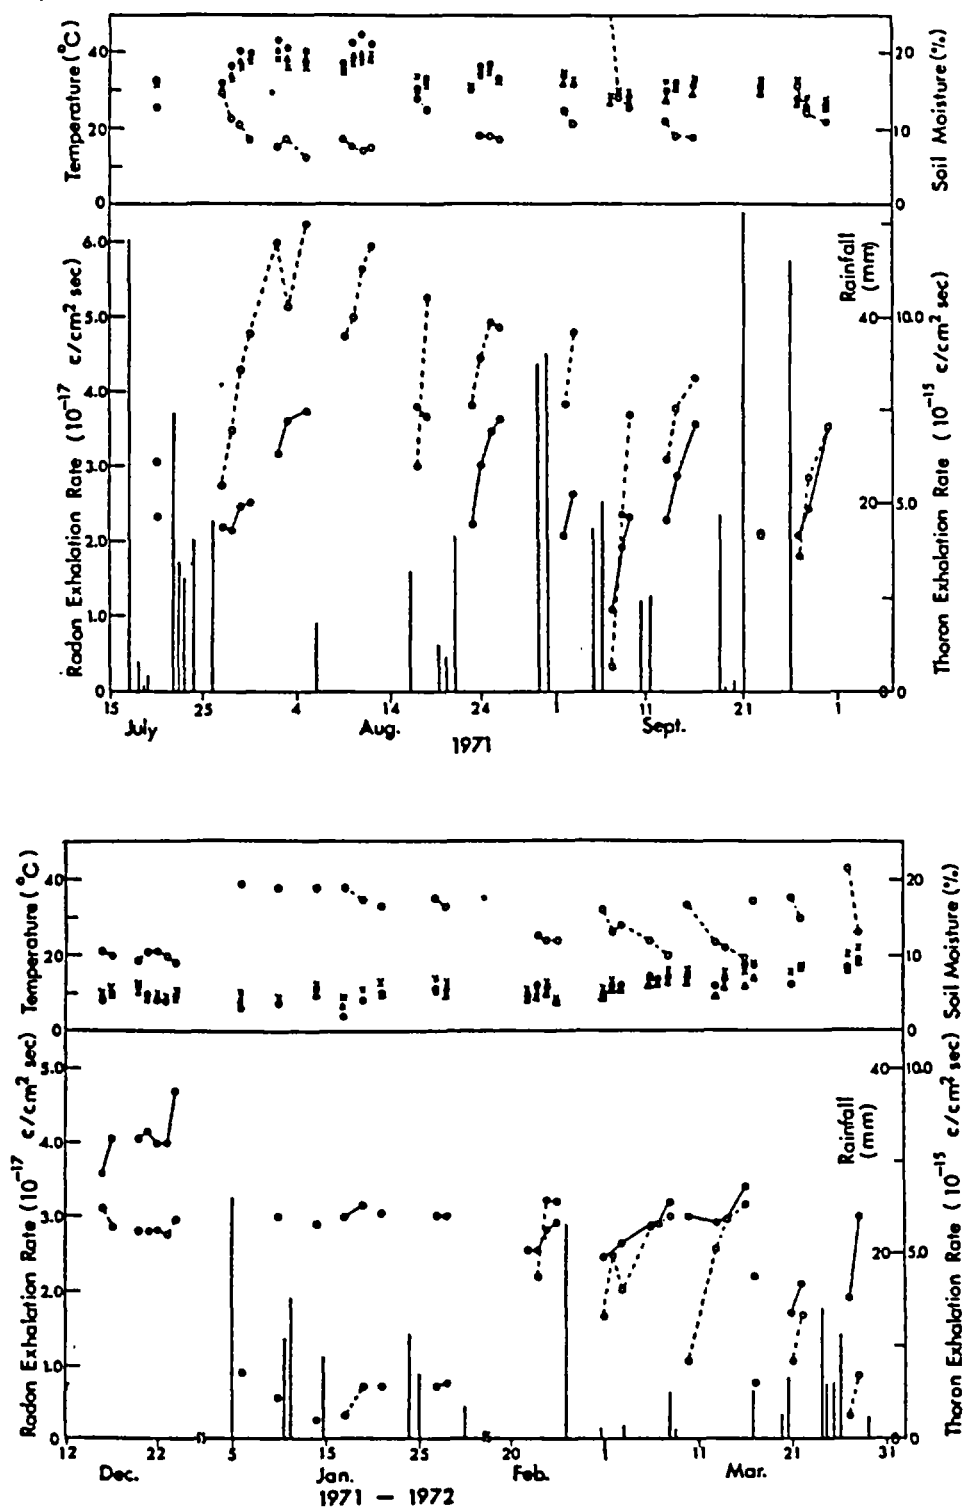 Temperature (°C)
40
30
20
10
0
Soil Moisture (%)
20
10
0
Radon Exhalation Rate (10⁻¹⁷ c/cm² sec)
6.0
5.0
4.0
3.0
2.0
1.0
0
Rainfall
(mm)
40
20
0
Thoron Exhalation Rate (10⁻¹⁵ c/cm² sec)
10.0
5.0
0
15 25 4 14 24 1 11 21 1
July Aug. Sept.
1971
Temperature (°C)
40
20
0
Soil Moisture (%)
20
10
0
Radon Exhalation Rate (10⁻¹⁷ c/cm² sec)
5.0
4.0
3.0
2.0
1.0
0
Rainfall
(mm)
40
20
0
Thoron Exhalation Rate (10⁻¹⁵ c/cm² sec)
10.0
5.0
0
12 22 5 15 25 20 1 11 21 31
Dec. Jan. Feb. Mar.
1971 — 1972